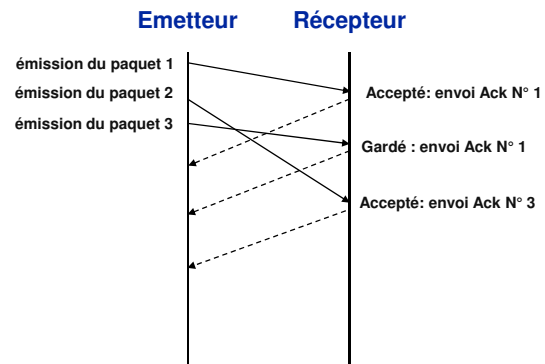 Emetteur Récepteur
émission du paquet 1
émission du paquet 2
émission du paquet 3
Accepté: envoi Ack N° 1
Gardé : envoi Ack N° 1
Accepté: envoi Ack N° 3